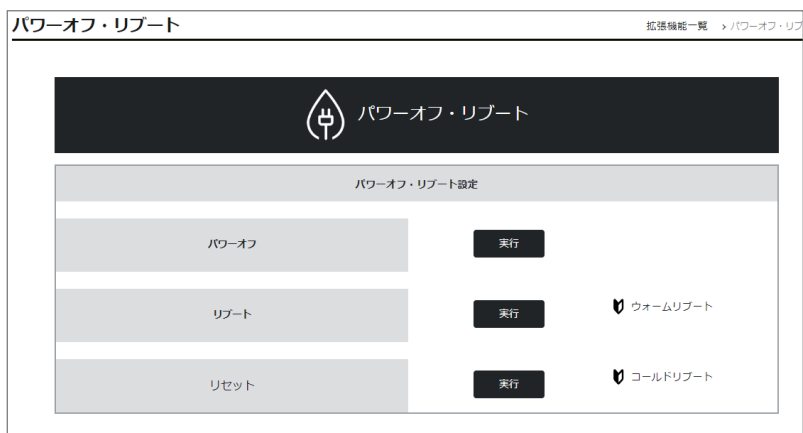 パワーオフ・リブート
拡張機能一覧 > パワーオフ・リブ
パワーオフ・リブート
パワーオフ・リブート設定
パワーオフ 実行
リブート 実行 ウォームリブート
リセット 実行 コールドリブート